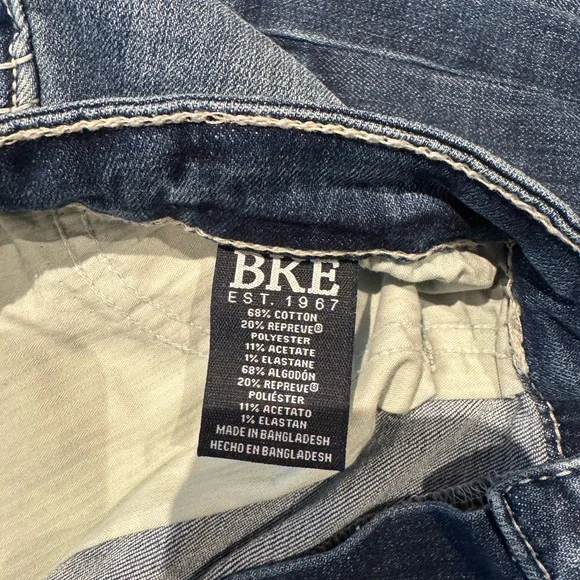 BKE
EST. 1967
68% COTTON
20% REPREVE®
POLYESTER
11% ACETATE
1% ELASTANE
68% ALGODÓN
20% REPREVE®
POLIÉSTER
11% ACETATO
1% ELASTAN
MADE IN BANGLADESH
HECHO EN BANGLADESH